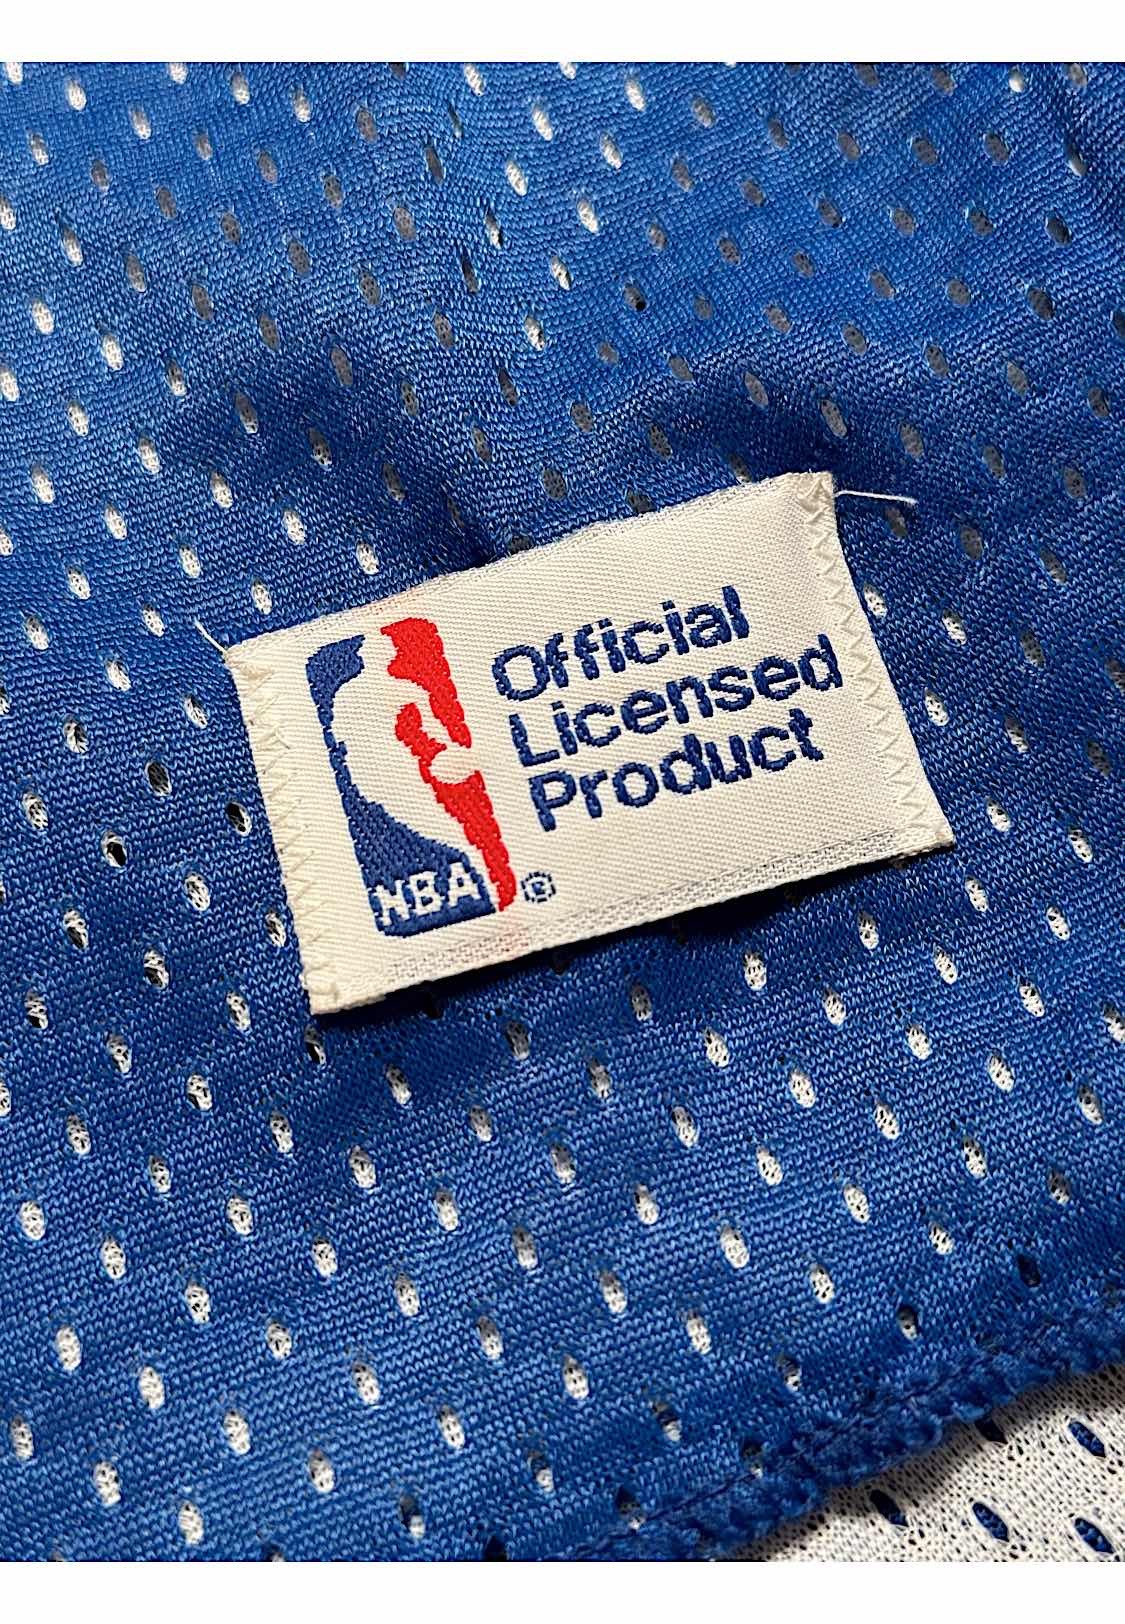 Official
Licensed
Product
NBA ®